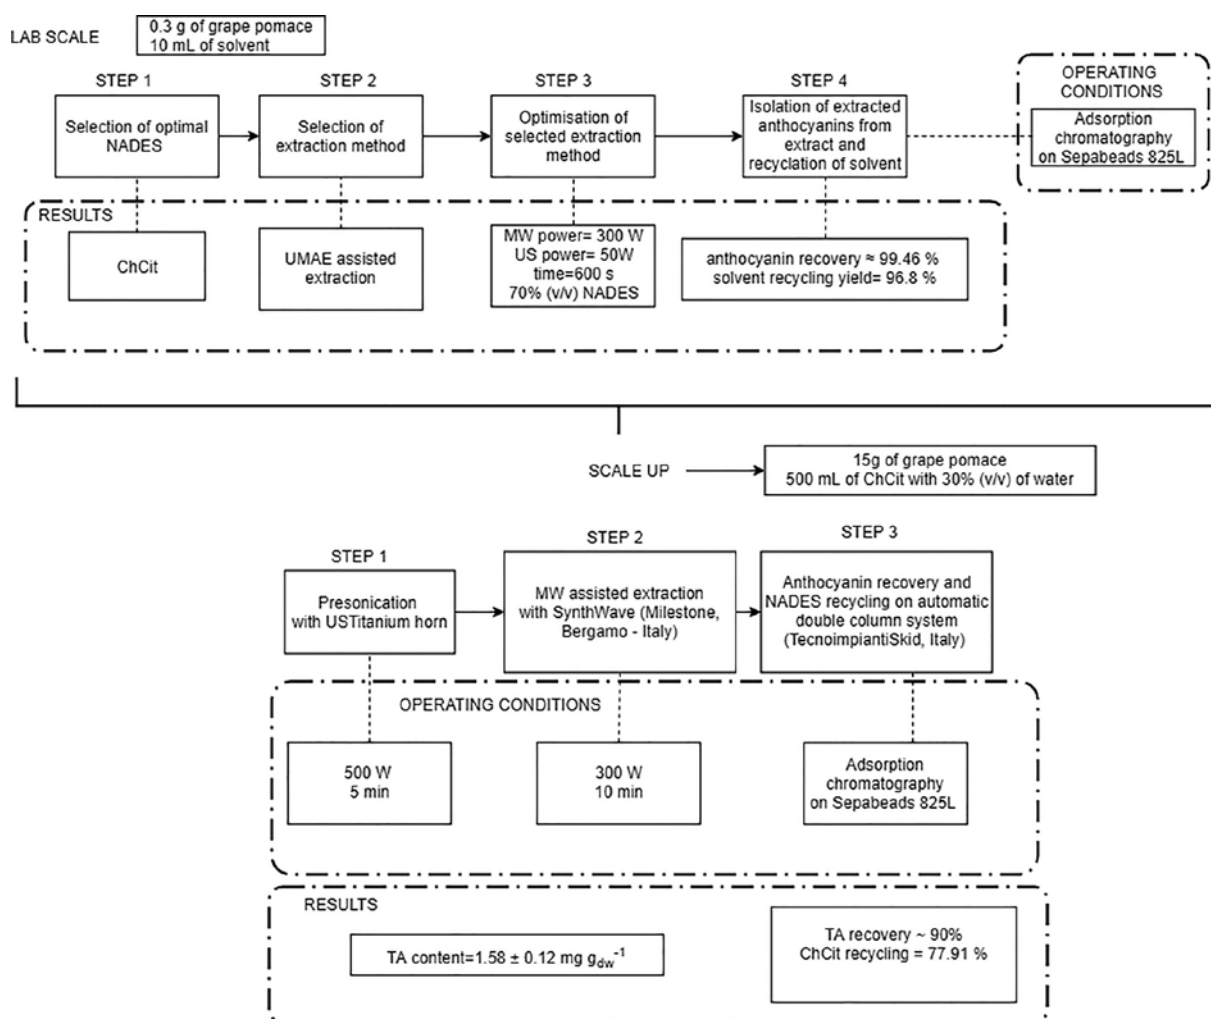 LAB SCALE
0.3 g of grape pomace
10 mL of solvent
STEP 1
Selection of optimal
NADES
STEP 2
Selection of
extraction method
STEP 3
Optimisation of
selected extraction
method
STEP 4
Isolation of extracted
anthocyanins from
extract and
recyclation of solvent
OPERATING
CONDITIONS
Adsorption
chromatography
on Sepabeads 825L
RESULTS
ChCit
UMAE assisted
extraction
MW power= 300 W
US power= 50W
time=600 s
70% (v/v) NADES
anthocyanin recovery ≈ 99.46 %
solvent recycling yield= 96.8 %
SCALE UP
15g of grape pomace
500 mL of ChCit with 30% (v/v) of water
STEP 1
Presonication
with USTitanium horn
STEP 2
MW assisted extraction
with SynthWave (Milestone,
Bergamo - Italy)
STEP 3
Anthocyanin recovery and
NADES recycling on automatic
double column system
(TecnoimpiantiSkid, Italy)
OPERATING CONDITIONS
500 W
5 min
300 W
10 min
Adsorption
chromatography
on Sepabeads 825L
RESULTS
TA content=1.58 ± 0.12 mg g_dw⁻¹
TA recovery ~ 90%
ChCit recycling = 77.91 %